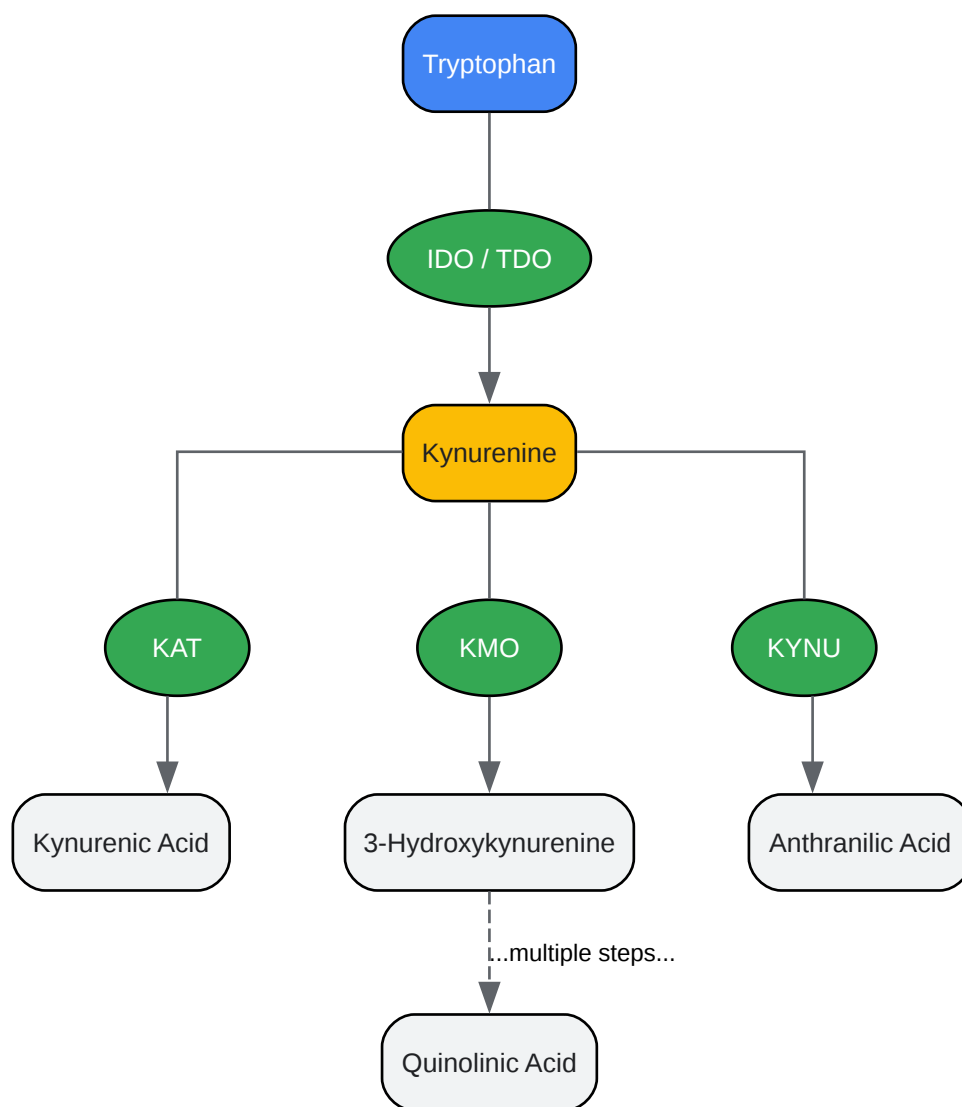 Tryptophan
IDO / TDO
Kynurenine
KAT
KMO
KYNU
Kynurenic Acid
3-Hydroxykynurenine
Anthranilic Acid
...multiple steps...
Quinolinic Acid